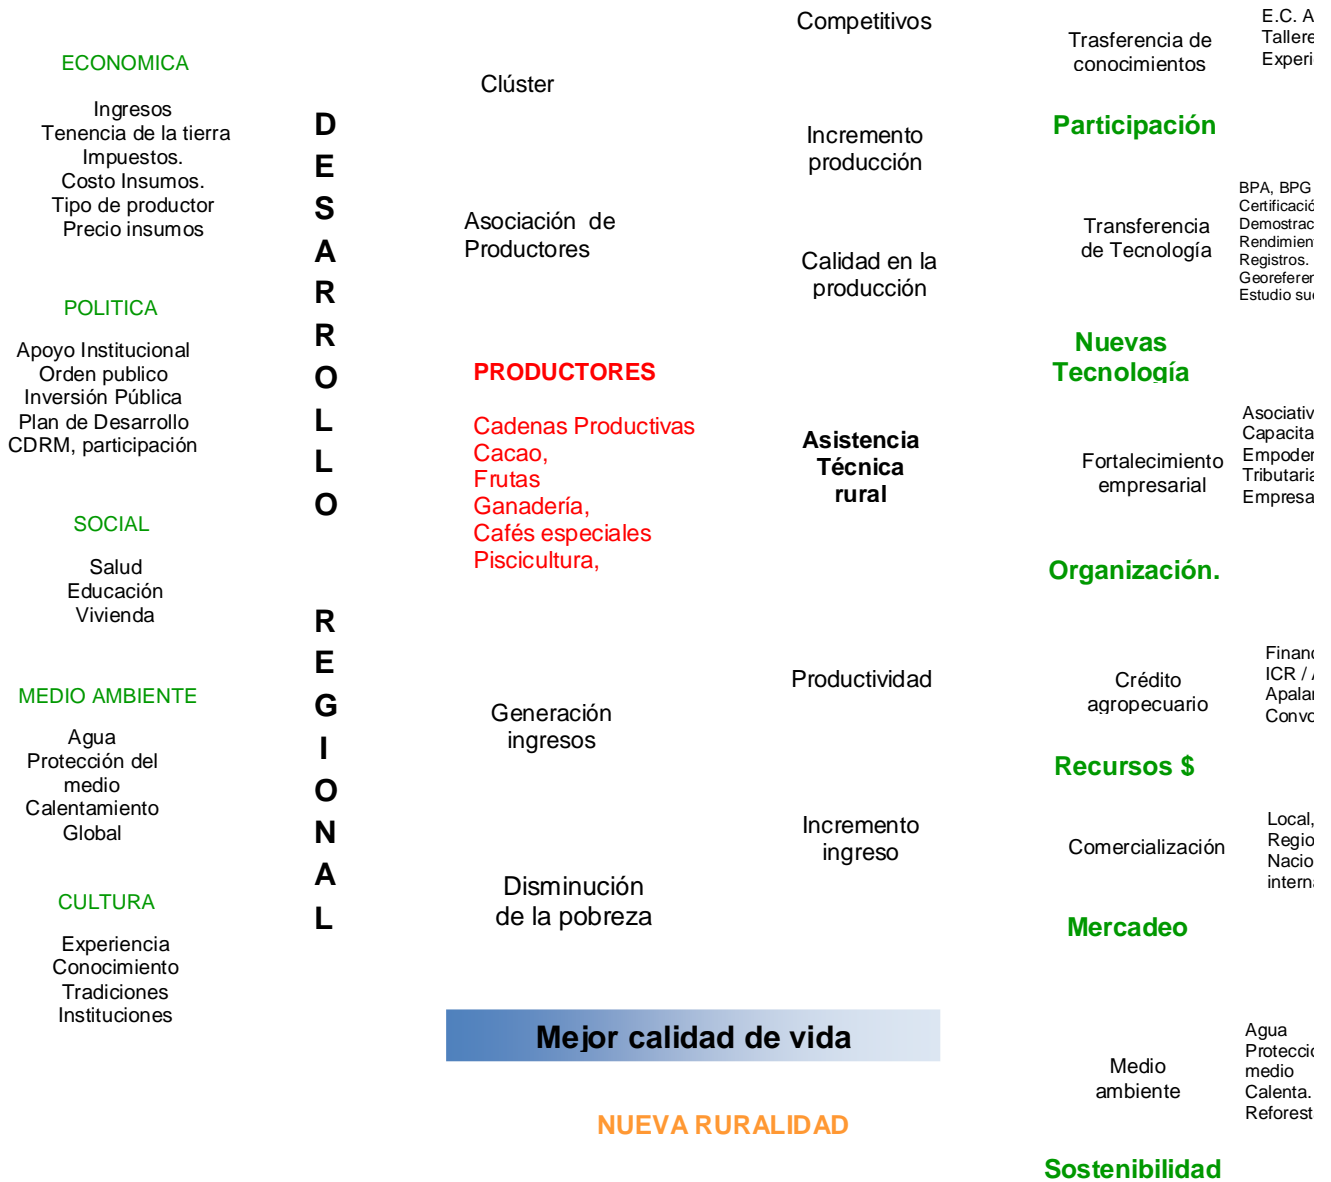 ECONOMICA
Ingresos
Tenencia de la tierra
Impuestos.
Costo Insumos.
Tipo de productor
Precio insumos
POLITICA
Apoyo Institucional
Orden publico
Inversión Pública
Plan de Desarrollo
CDRM, participación
SOCIAL
Salud
Educación
Vivienda
MEDIO AMBIENTE
Agua
Protección del
medio
Calentamiento
Global
CULTURA
Experiencia
Conocimiento
Tradiciones
Instituciones
D
E
S
A
R
R
O
L
L
O
R
E
G
I
O
N
A
L
Clúster
Asociación de
Productores
PRODUCTORES
Cadenas Productivas
Cacao,
Frutas
Ganadería,
Cafés especiales
Piscicultura,
Generación
ingresos
Disminución
de la pobreza
Competitivos
Incremento
producción
Calidad en la
producción
Asistencia
Técnica
rural
Productividad
Incremento
ingreso
Mejor calidad de vida
NUEVA RURALIDAD
Trasferencia de
conocimientos
E.C. A
Participación
Transferencia
de Tecnología
BPA, BPG
Registros.
Estudio
Nuevas
Tecnología
Fortalecimiento
empresarial
Organización.
Crédito
agropecuario
ICR /
Recursos $
Comercialización
Local,
Mercadeo
Medio
ambiente
Agua
medio
Calenta.
Sostenibilidad